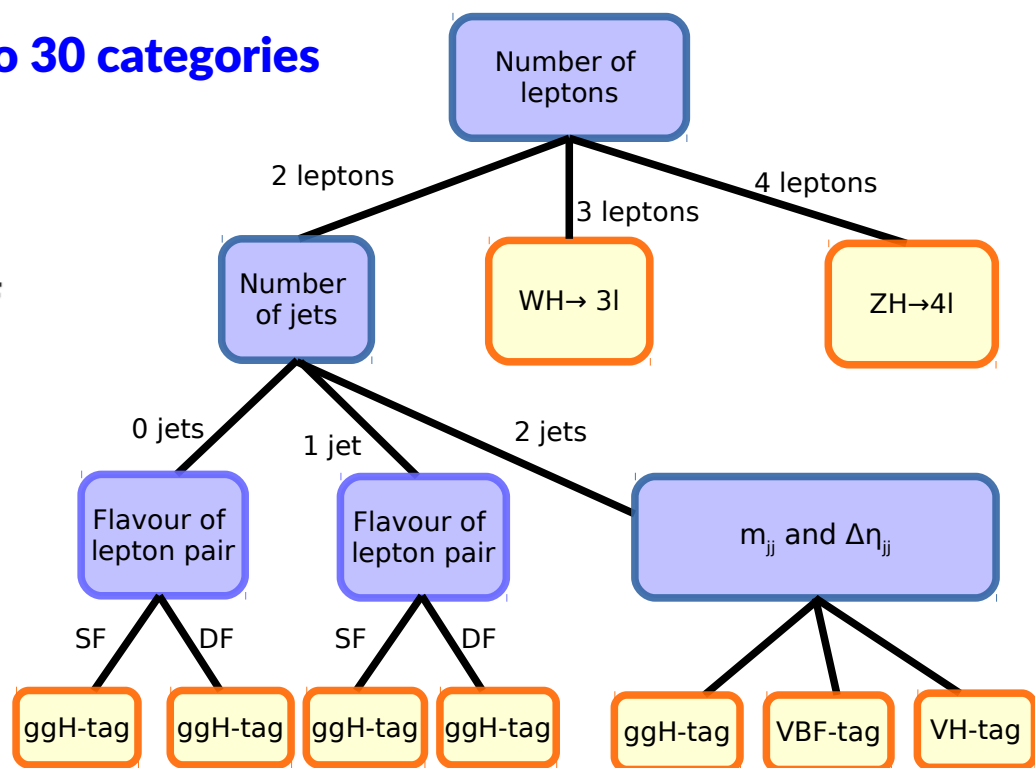 o 30 categories
Number of
leptons
2 leptons
3 leptons
4 leptons
Number
of jets
WH→ 3l
ZH→4l
0 jets
1 jet
2 jets
Flavour of
lepton pair
Flavour of
lepton pair
mjj and Δηjj
SF
DF
SF
DF
ggH-tag
ggH-tag
ggH-tag
ggH-tag
ggH-tag
VBF-tag
VH-tag